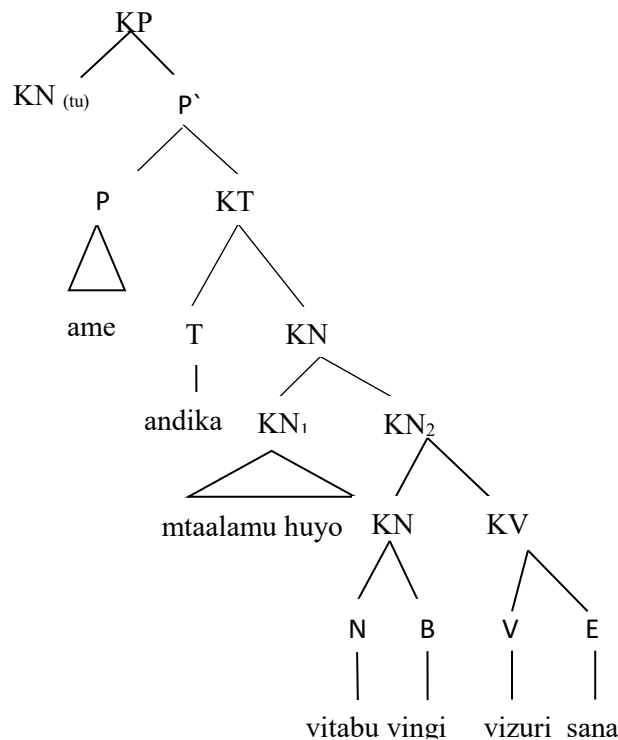 KP
KN (tu) P`
P KT
ame T KN
andika KN₁ KN₂
mtaalamu huyo KN KV
N B V E
vitabu vingi vizuri sana